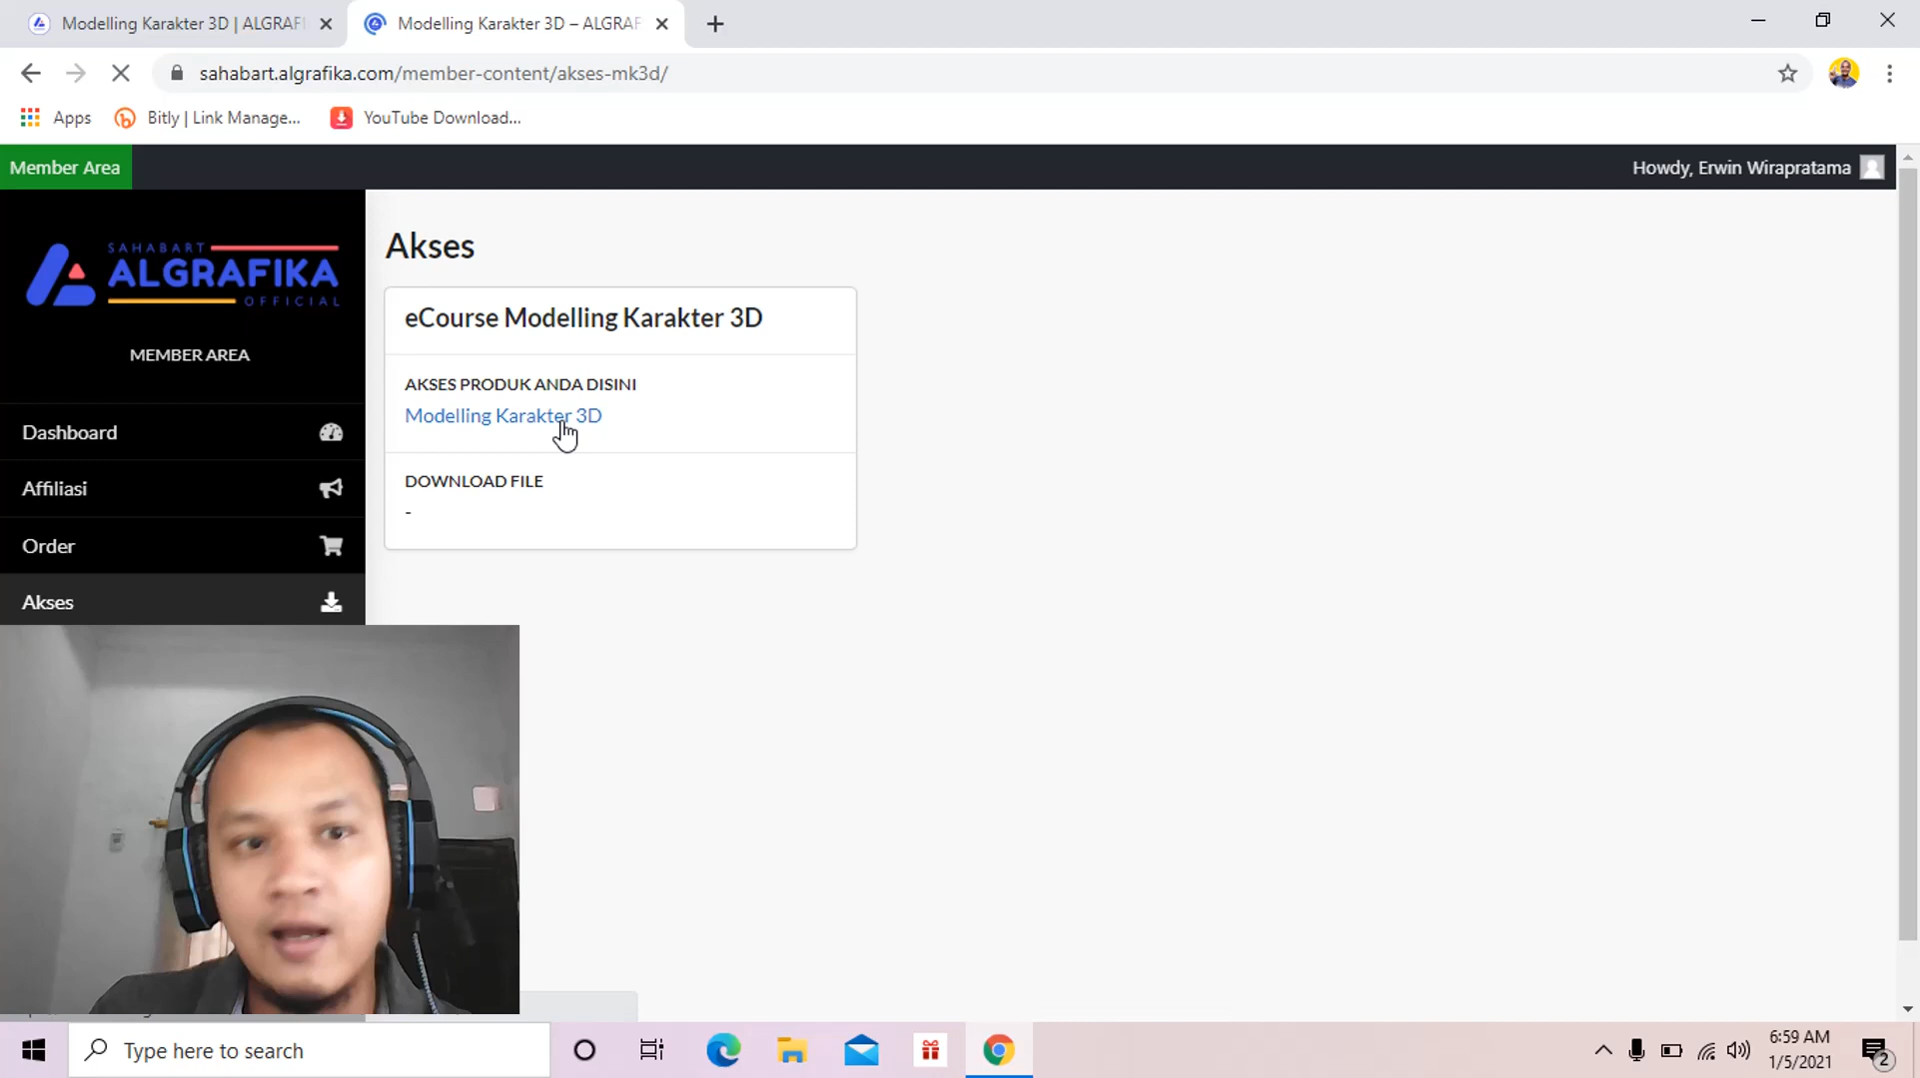 Modelling Karakter 3D | ALGRAFI
Modelling Karakter 3D – ALGRAF
sahabart.algrafika.com/member-content/akses-mk3d/
Apps
Bitly | Link Manage...
YouTube Download...
Member Area
Howdy, Erwin Wirapratama
SAHABART
ALGRAFIKA
OFFICIAL
MEMBER AREA
Dashboard
Affiliasi
Order
Akses
Akses
eCourse Modelling Karakter 3D
AKSES PRODUK ANDA DISINI
Modelling Karakter 3D
DOWNLOAD FILE
-
Type here to search
6:59 AM
1/5/2021
2